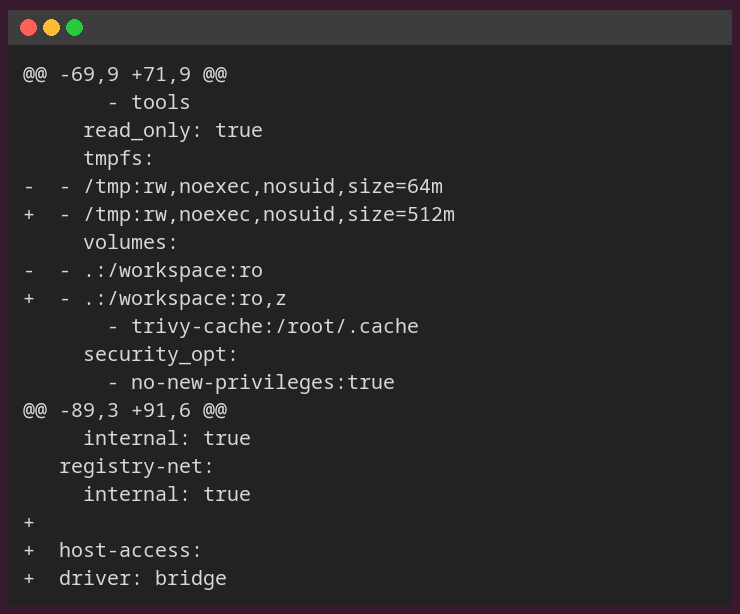 @@ -69,9 +71,9 @@
       - tools
     read_only: true
     tmpfs:
-  - /tmp:rw,noexec,nosuid,size=64m
+  - /tmp:rw,noexec,nosuid,size=512m
     volumes:
-  - .:/workspace:ro
+  - .:/workspace:ro,z
       - trivy-cache:/root/.cache
     security_opt:
       - no-new-privileges:true
@@ -89,3 +91,6 @@
     internal: true
   registry-net:
     internal: true
+
+  host-access:
+  driver: bridge